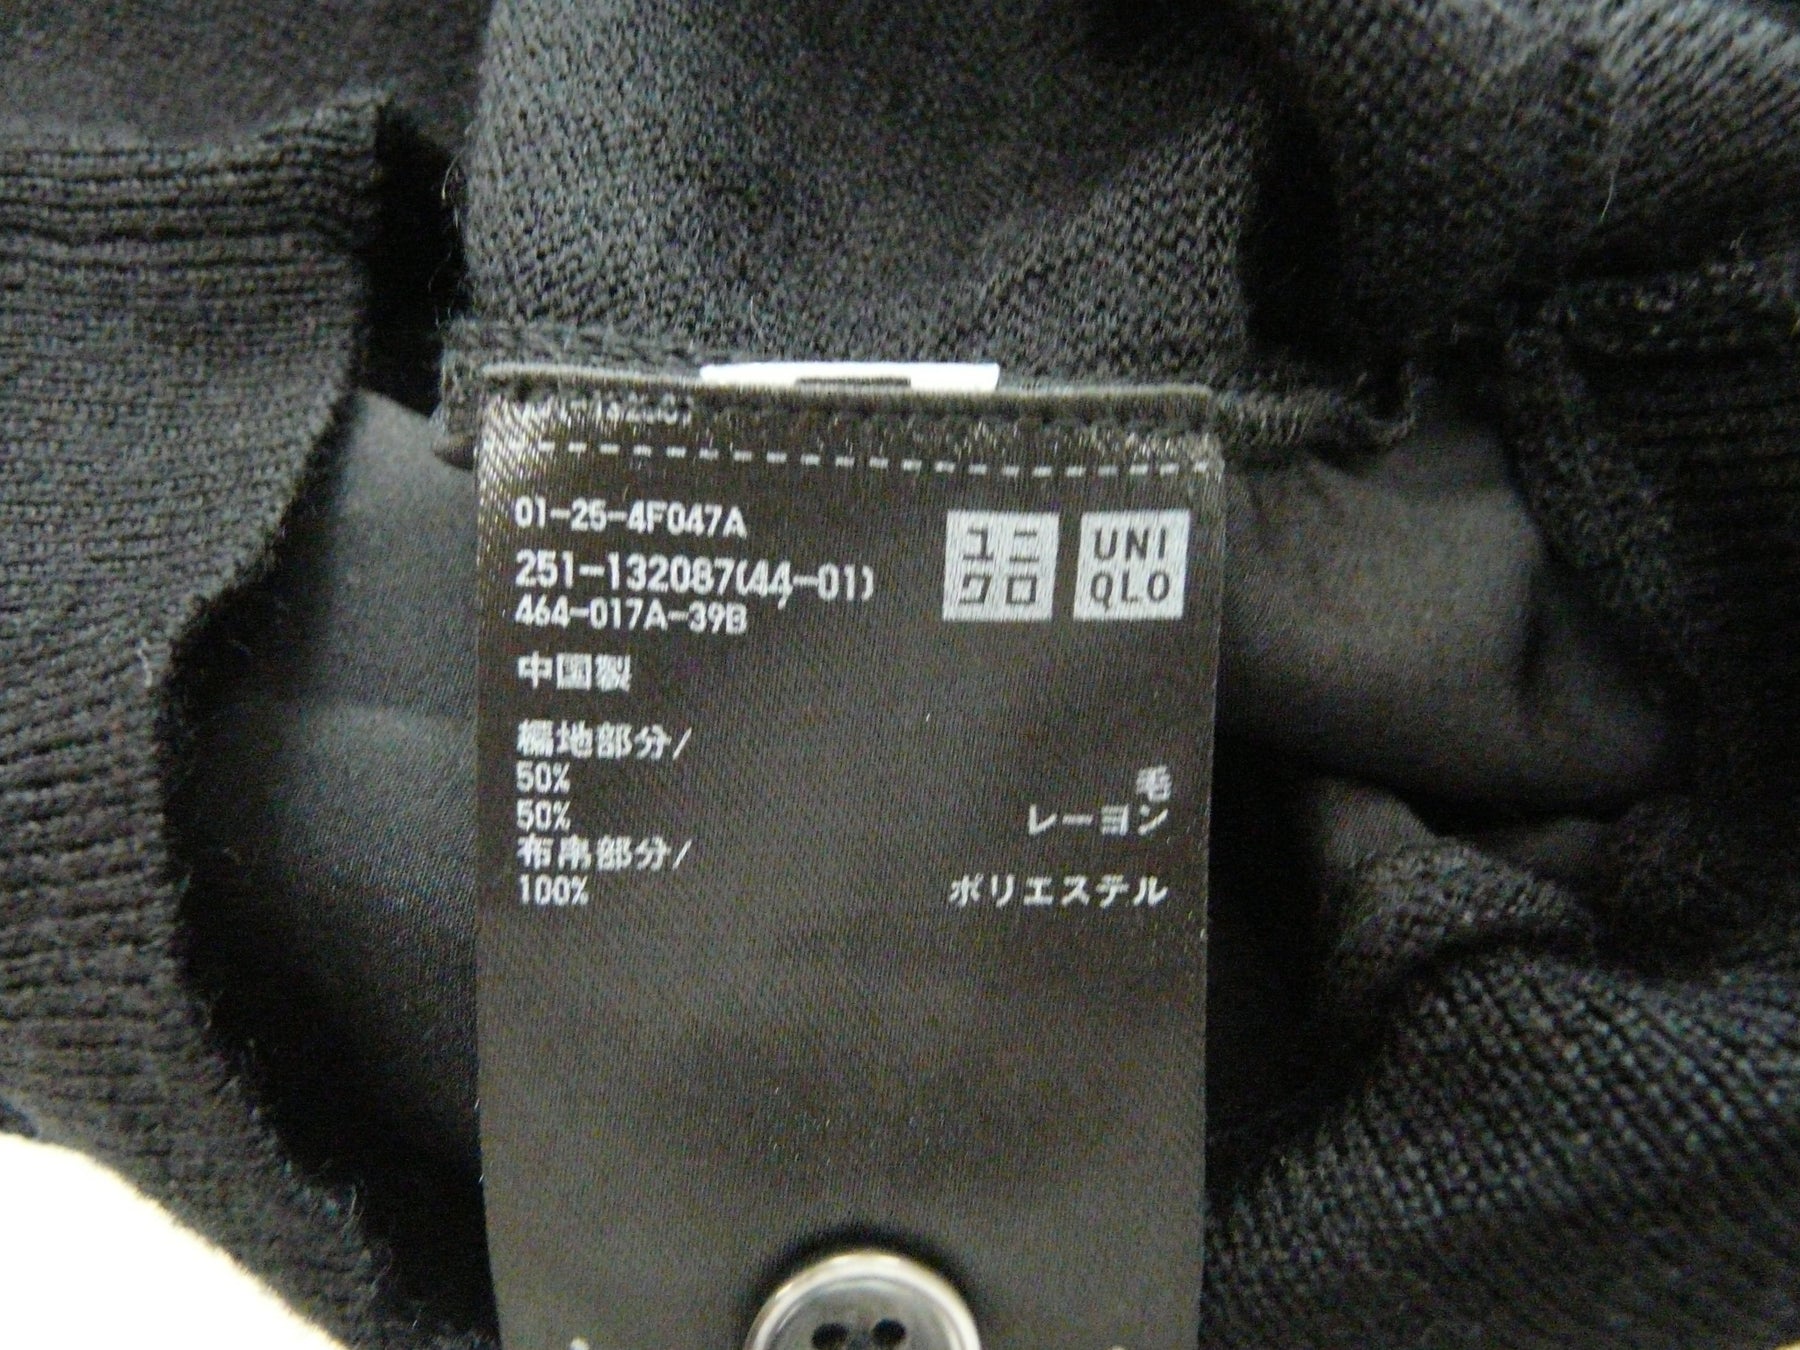 01-25-4F047A
251-132087(44-01)
464-017A-39B
ユニ
クロ
UNI
QLO
中国製
編地部分/
50% 毛
50% レーヨン
布帛部分/
100% ポリエステル